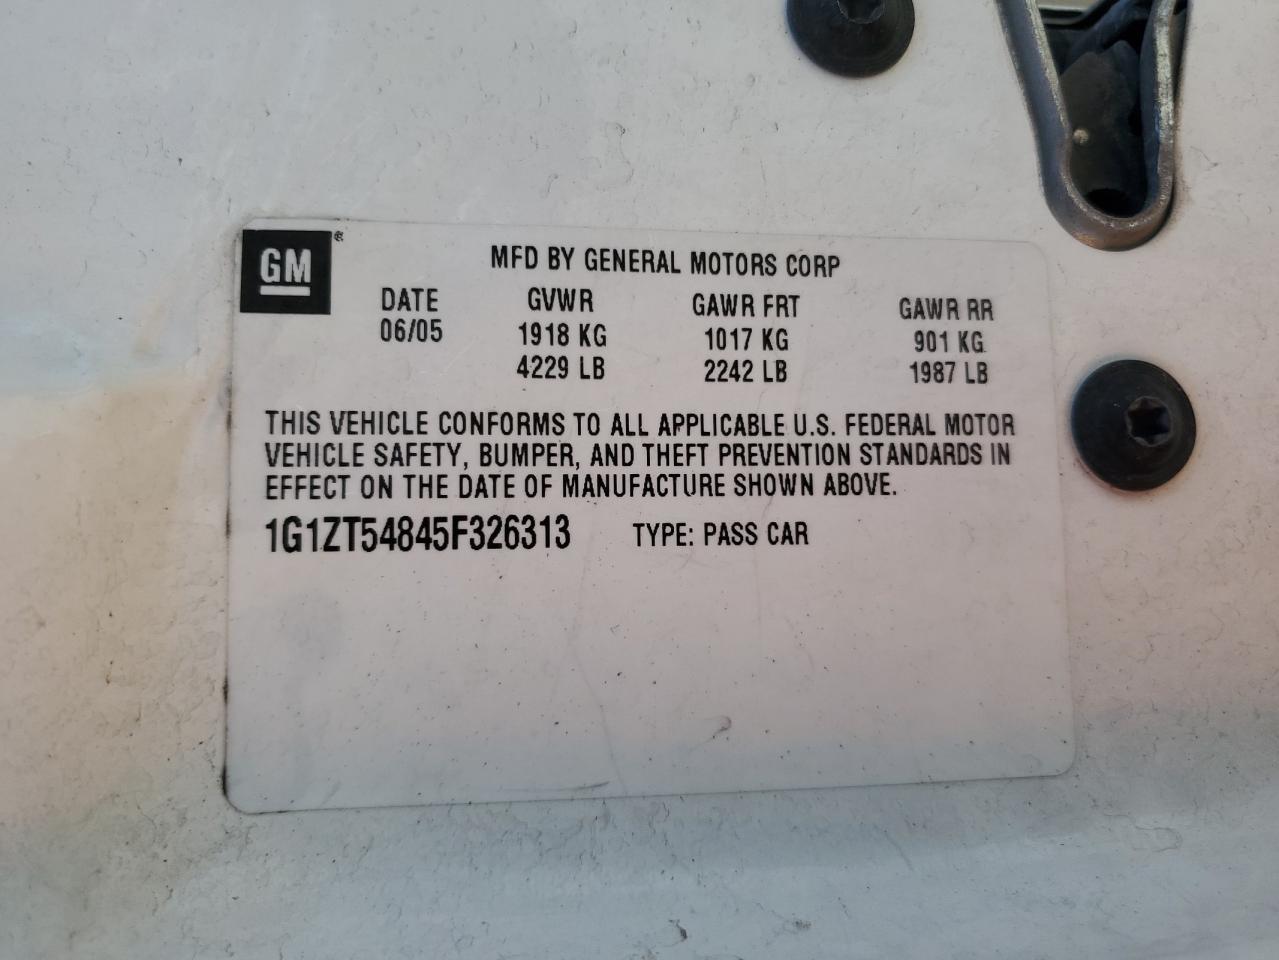 GM®
MFD BY GENERAL MOTORS CORP
DATE GVWR GAWR FRT GAWR RR
06/05 1918 KG 1017 KG 901 KG
4229 LB 2242 LB 1987 LB
THIS VEHICLE CONFORMS TO ALL APPLICABLE U.S. FEDERAL MOTOR
VEHICLE SAFETY, BUMPER, AND THEFT PREVENTION STANDARDS IN
EFFECT ON THE DATE OF MANUFACTURE SHOWN ABOVE.
1G1ZT54845F326313 TYPE: PASS CAR